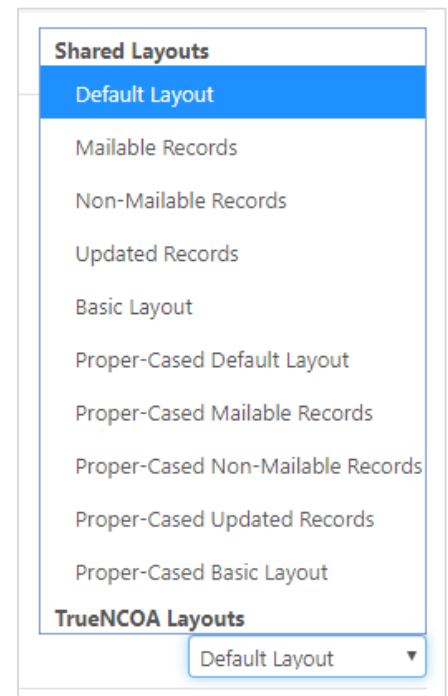 Shared Layouts
Default Layout
Mailable Records
Non-Mailable Records
Updated Records
Basic Layout
Proper-Cased Default Layout
Proper-Cased Mailable Records
Proper-Cased Non-Mailable Records
Proper-Cased Updated Records
Proper-Cased Basic Layout
TrueNCOA Layouts
Default Layout